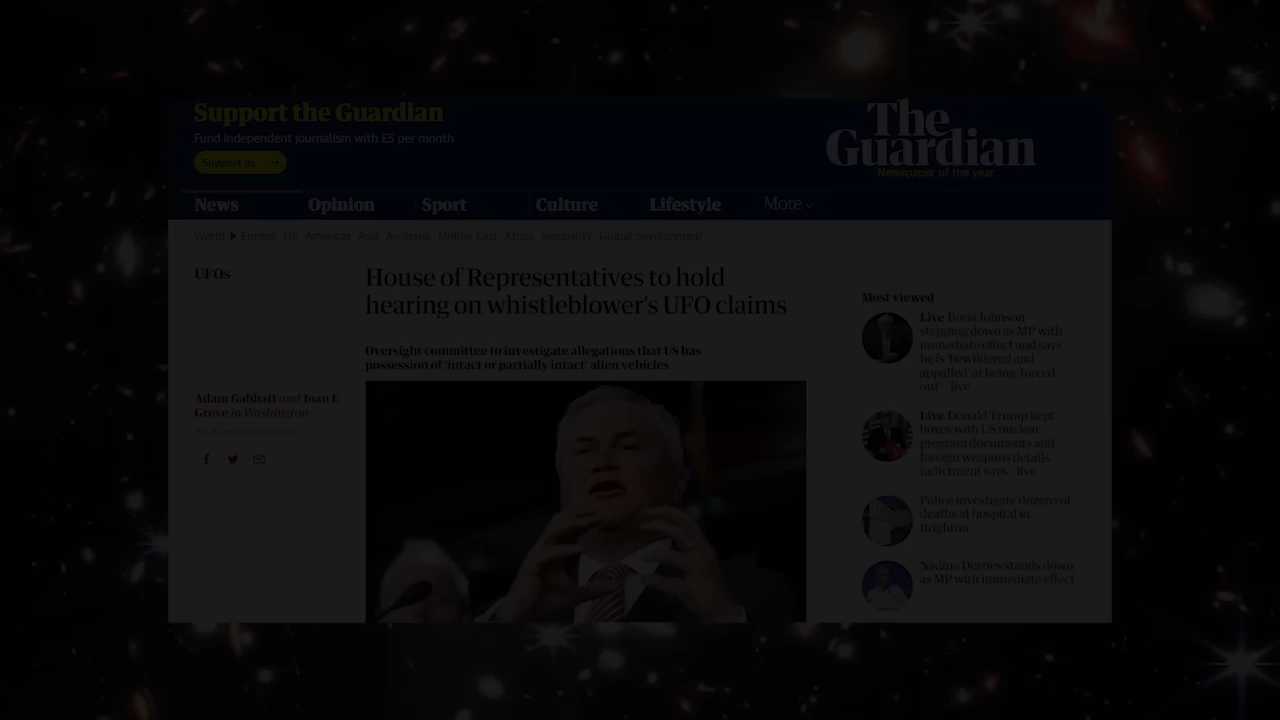 Support the Guardian
Fund independent journalism with £5 per month
Support us →
The
Guardian
Newspaper of the year
News Opinion Sport Culture Lifestyle More
World Europe US Americas Asia Australia Middle East Africa Inequality Global development
UFOs
House of Representatives to hold
hearing on whistleblower's UFO claims
Oversight committee to investigate allegations that US has
possession of 'intact or partially intact' alien vehicles
Adam Gabbatt and Joan E
Greve in Washington
Most viewed
Live Boris Johnson
stepping down as MP with
immediate effect and says
he is 'bewildered and
appalled' at being 'forced
out' – live
Live Donald Trump kept
boxes with US nuclear
program documents and
foreign weapons details,
indictment says – live
Police investigate dozens of
deaths at hospital in
Brighton
Nadine Dorries stands down
as MP with immediate effect